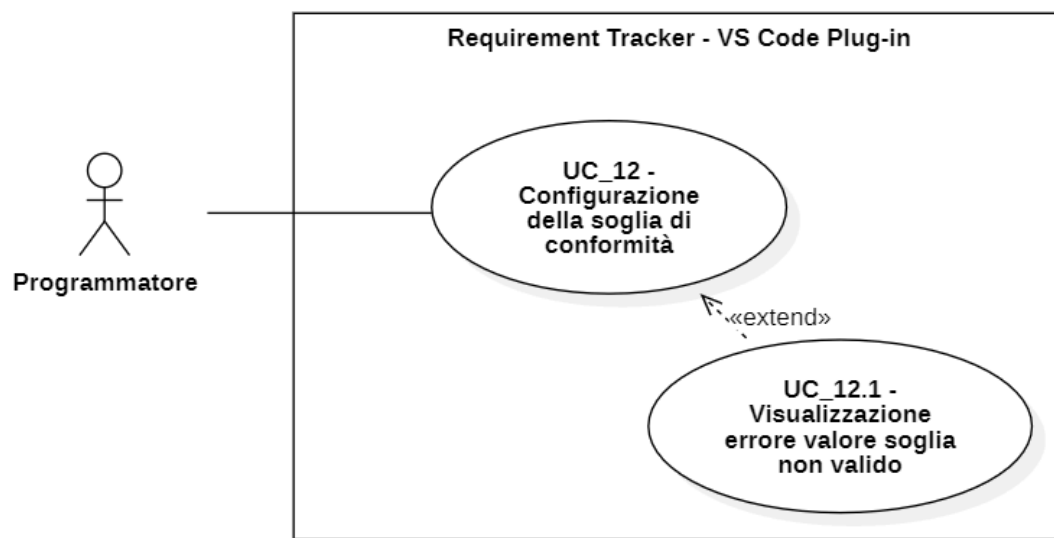 Requirement Tracker - VS Code Plug-in
UC_12 -
Configurazione
della soglia di
conformità
Programmatore
«extend»
UC_12.1 -
Visualizzazione
errore valore soglia
non valido